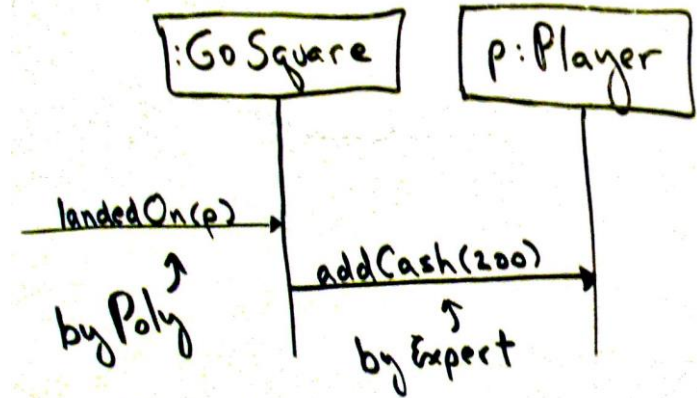 :GoSquare
p:Player
landedOn(p)
addCash(200)
by Poly
by Expert